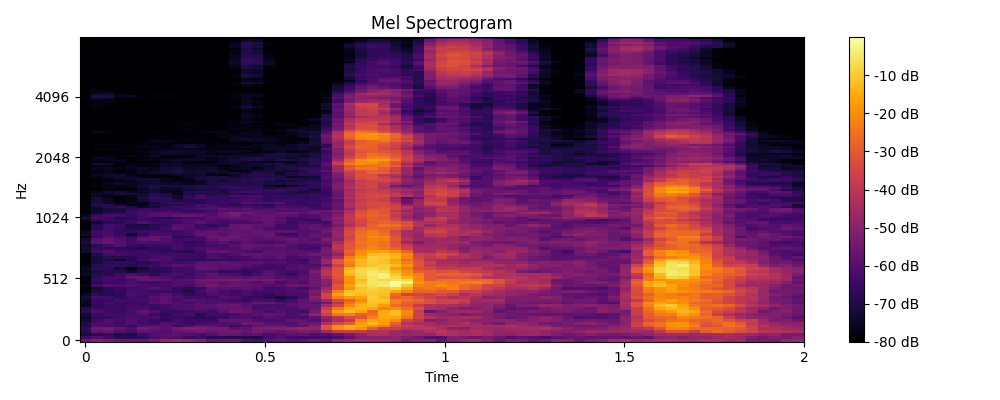 Mel Spectrogram
Hz
4096
2048
1024
512
0
0
0.5
1
1.5
2
Time
-10 dB
-20 dB
-30 dB
-40 dB
-50 dB
-60 dB
-70 dB
-80 dB